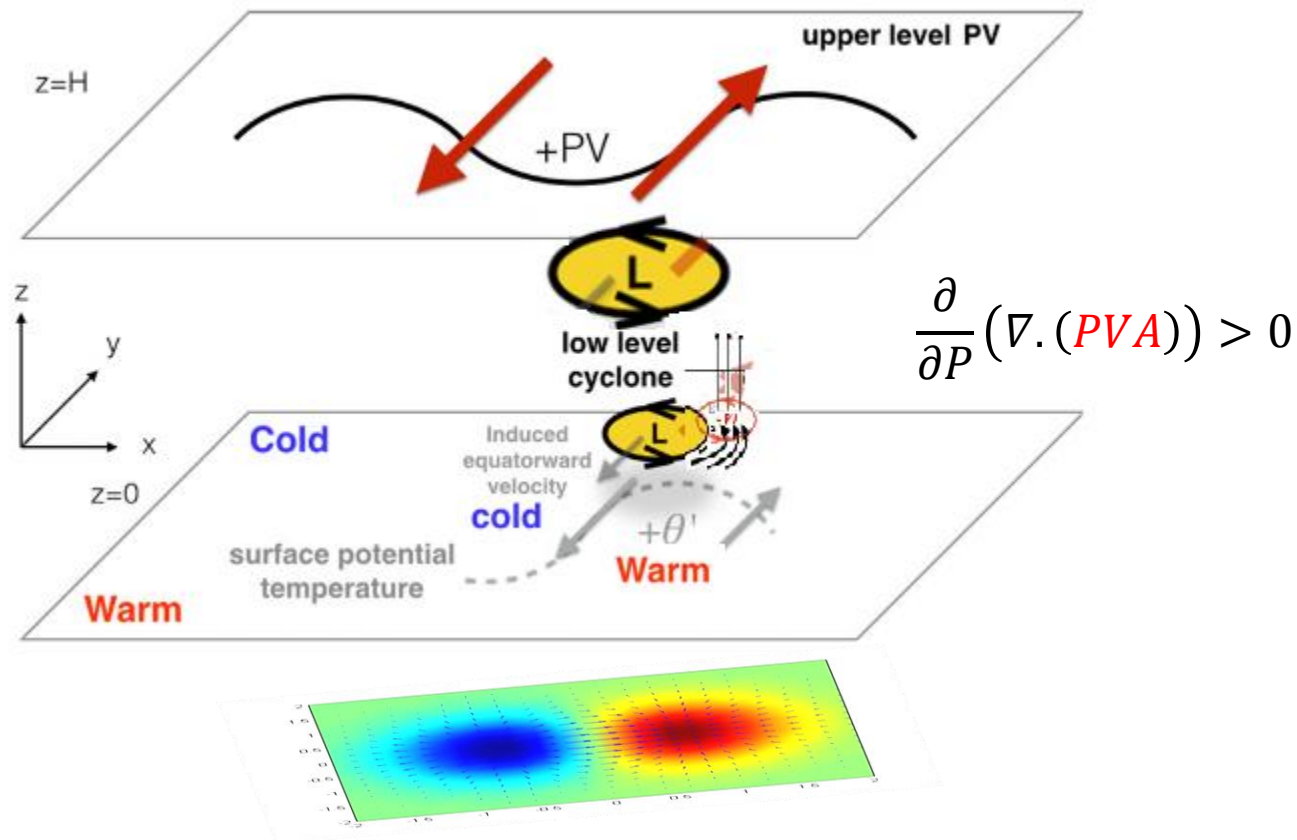 upper level PV
z=H
+PV
L
z
y
x
low level
cyclone
∂/∂P (∇. (PVA)) > 0
Cold
Induced
equatorward
velocity
L
z=0
cold
+θ'
surface potential
temperature
Warm
Warm